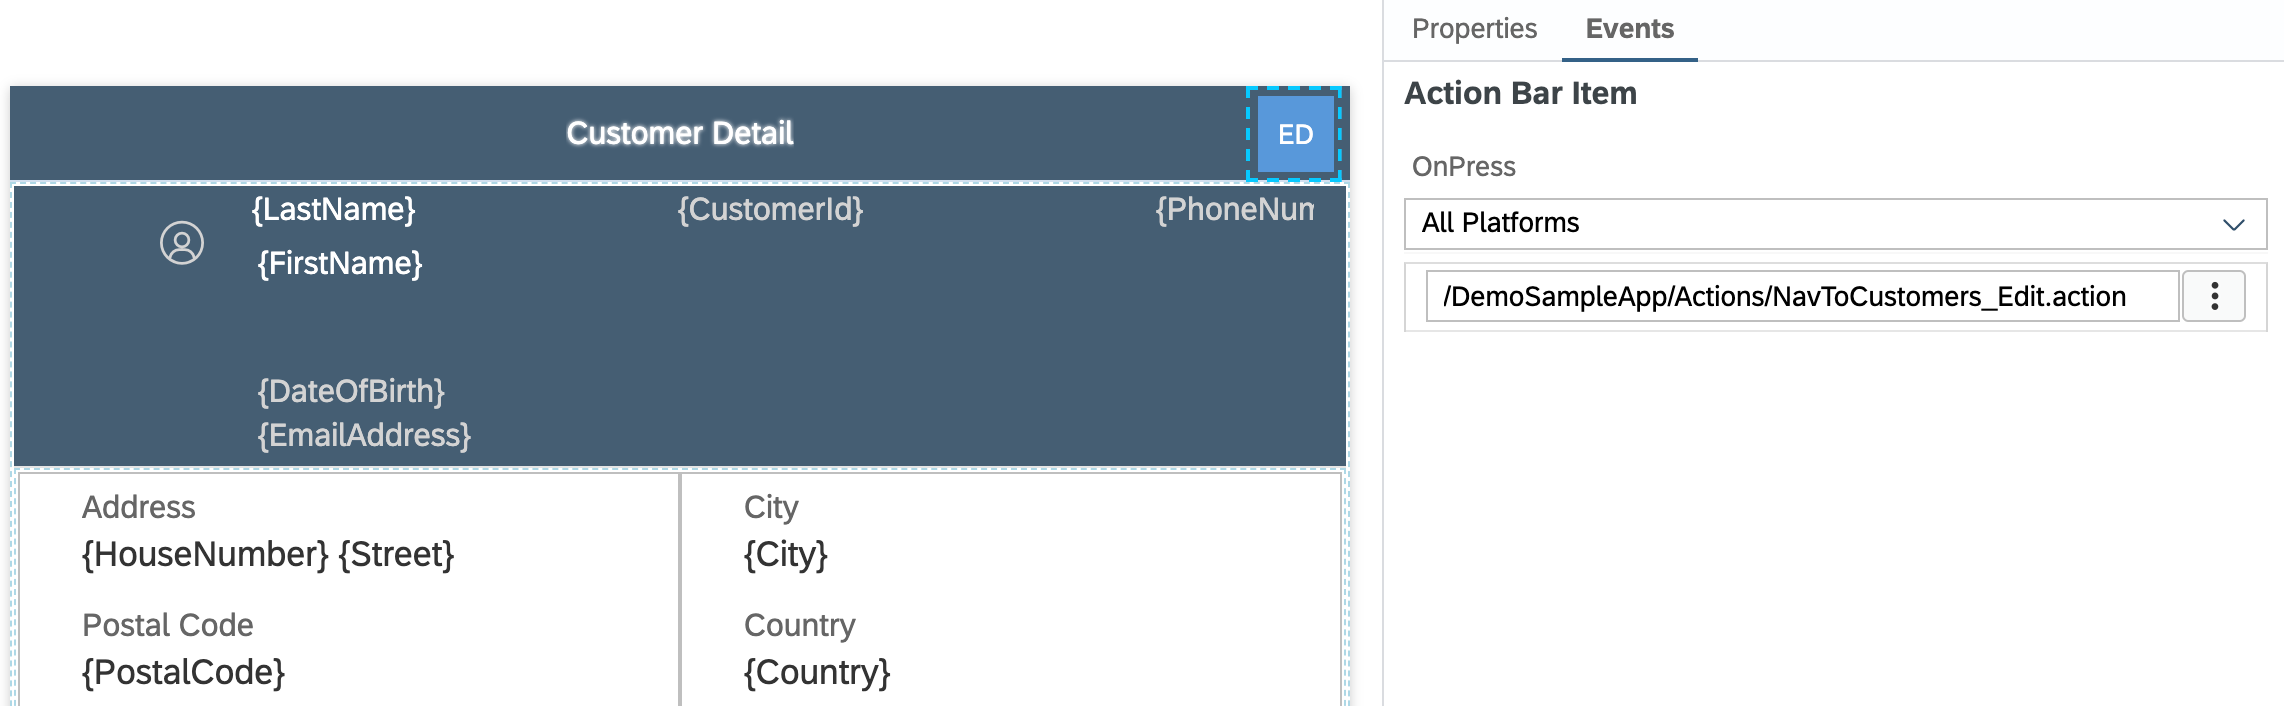 Properties Events
Action Bar Item
OnPress
All Platforms
/DemoSampleApp/Actions/NavToCustomers_Edit.action
Customer Detail ED
{LastName} {CustomerId} {PhoneNum
{FirstName}
{DateOfBirth}
{EmailAddress}
Address City
{HouseNumber} {Street} {City}
Postal Code Country
{PostalCode} {Country}